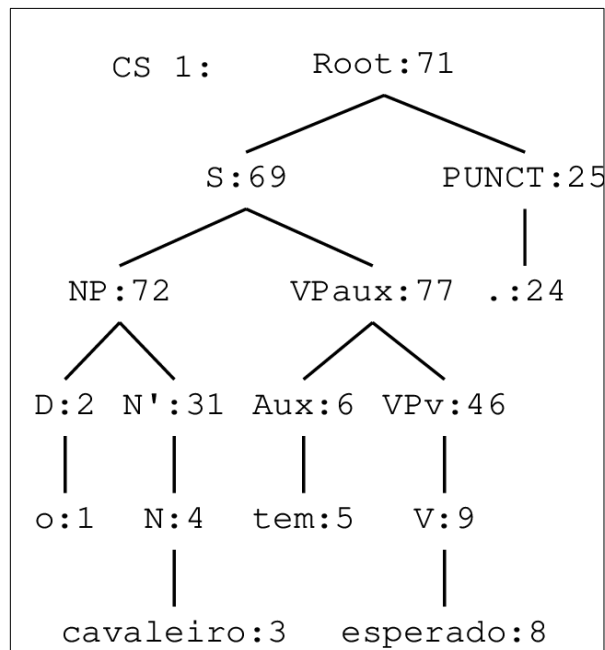 CS 1: Root:71
S:69 PUNCT:25
NP:72 VPaux:77 .:24
D:2 N':31 Aux:6 VPv:46
o:1 N:4 tem:5 V:9
cavaleiro:3 esperado:8